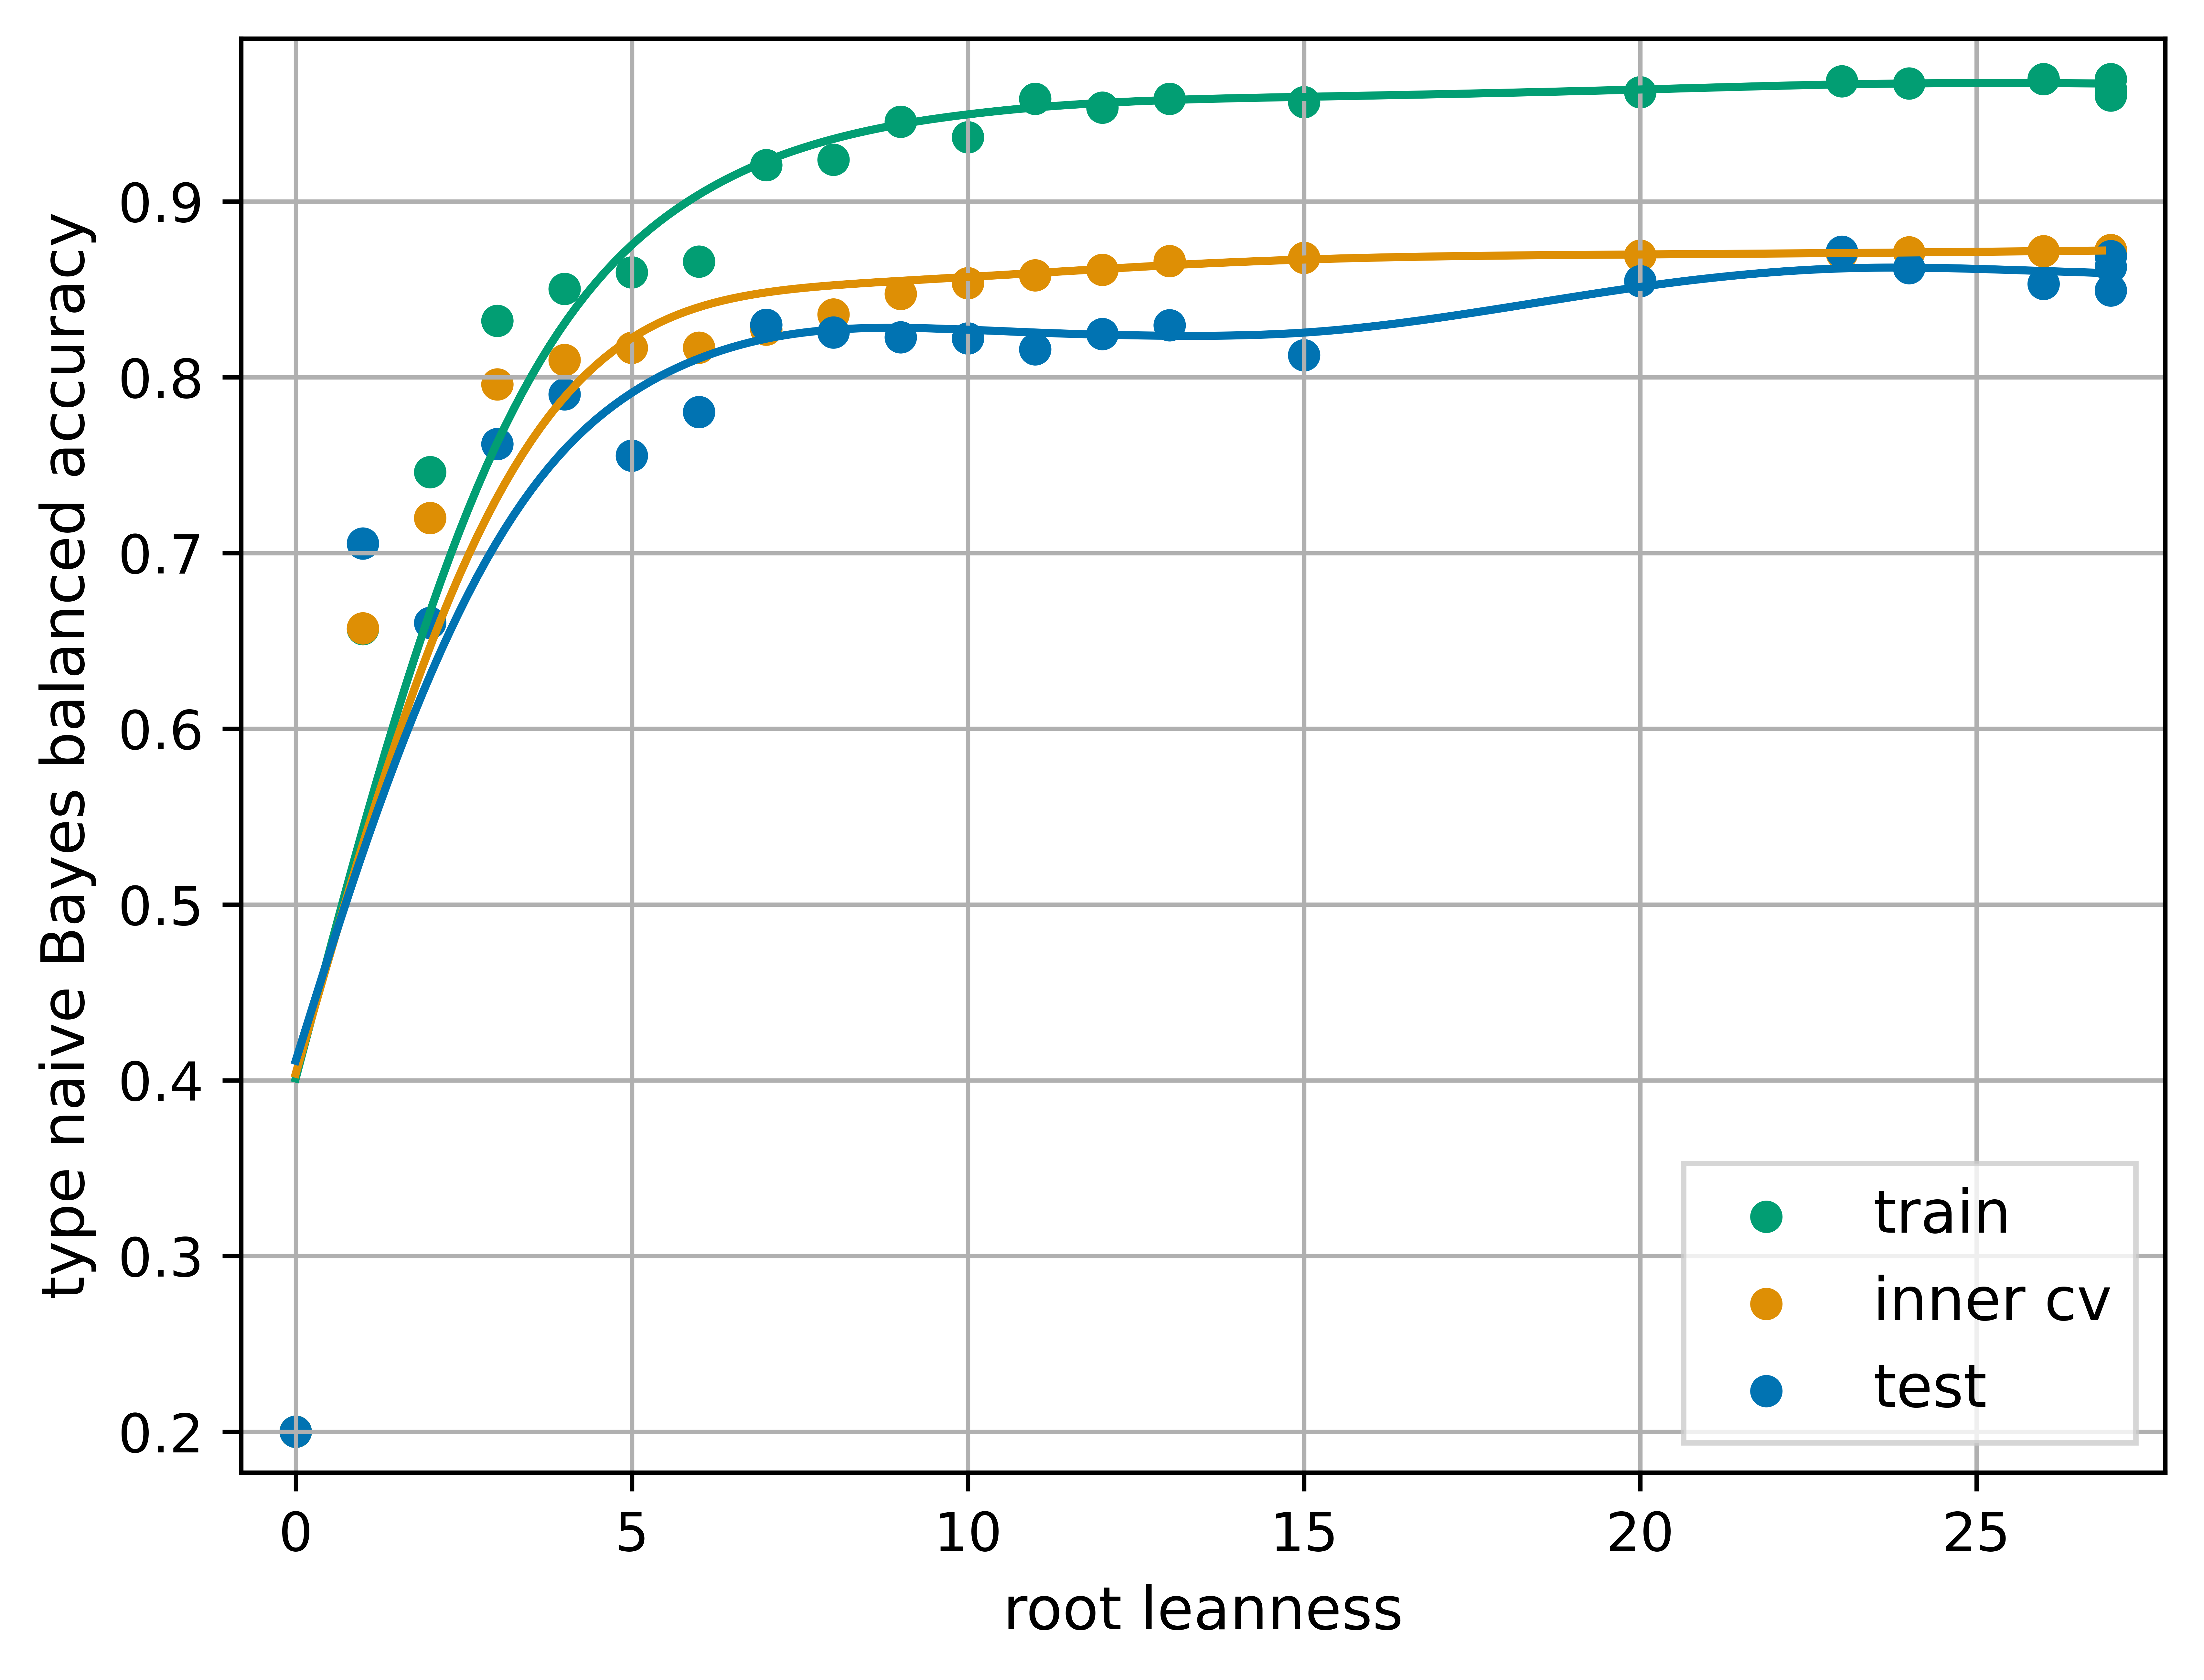 type naive Bayes balanced accuracy
0.9
0.8
0.7
0.6
0.5
0.4
0.3
0.2
0 5 10 15 20 25
root leanness
train
inner cv
test